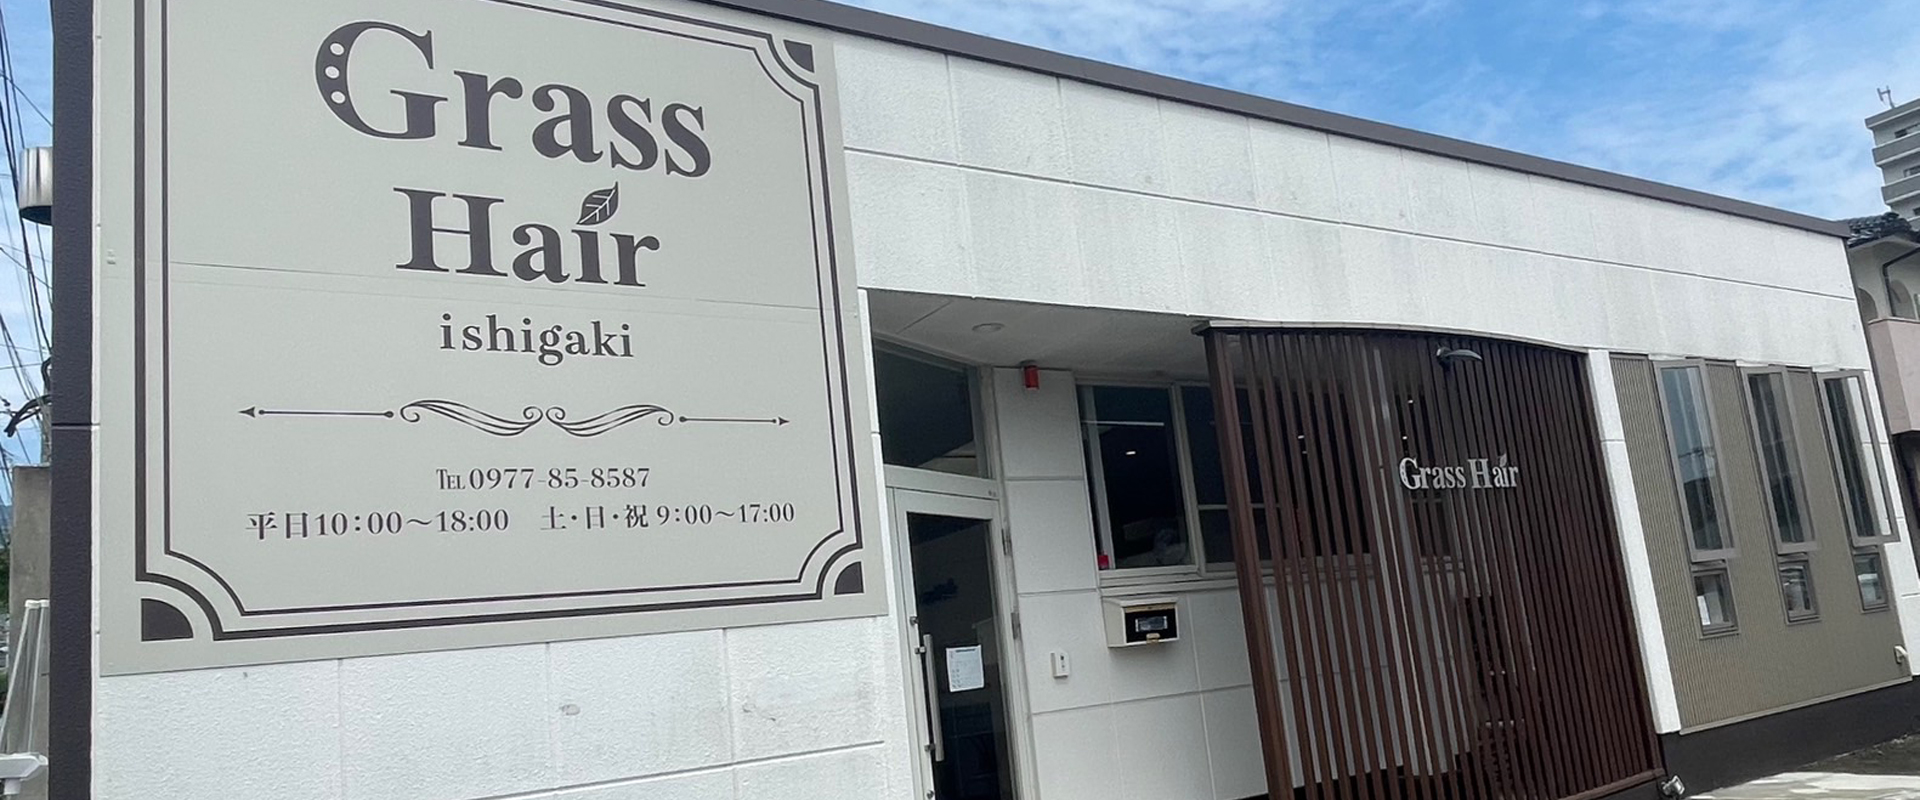 Grass
Hair
ishigaki
TEL 0977-85-8587
平日10:00～18:00 土・日・祝 9:00～17:00
Grass Hair